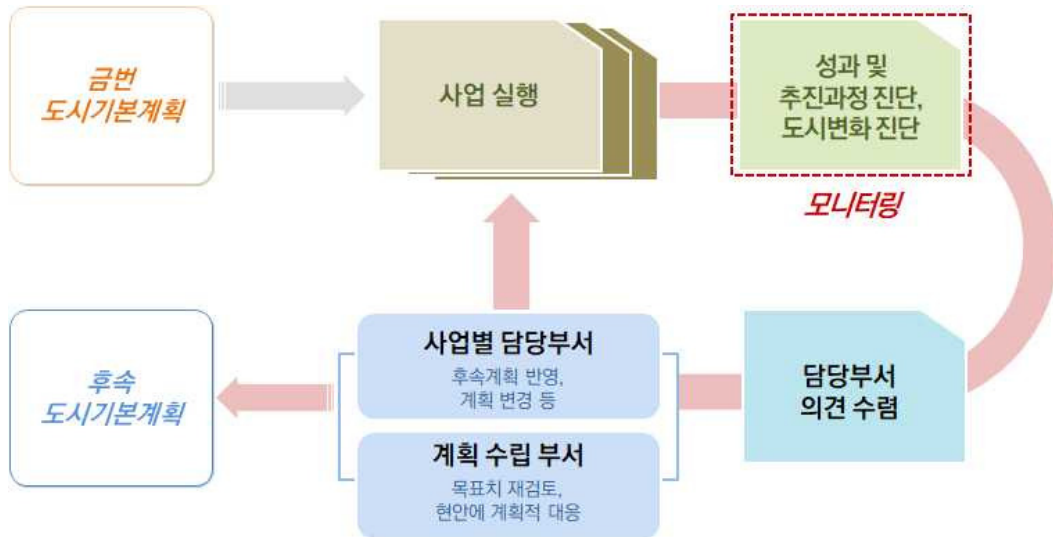 금번
도시기본계획
사업 실행
성과 및
추진과정 진단,
도시변화 진단
모니터링
후속
도시기본계획
사업별 담당부서
후속계획 반영,
계획 변경 등
계획 수립 부서
목표치 재검토,
현안에 계획적 대응
담당부서
의견 수렴